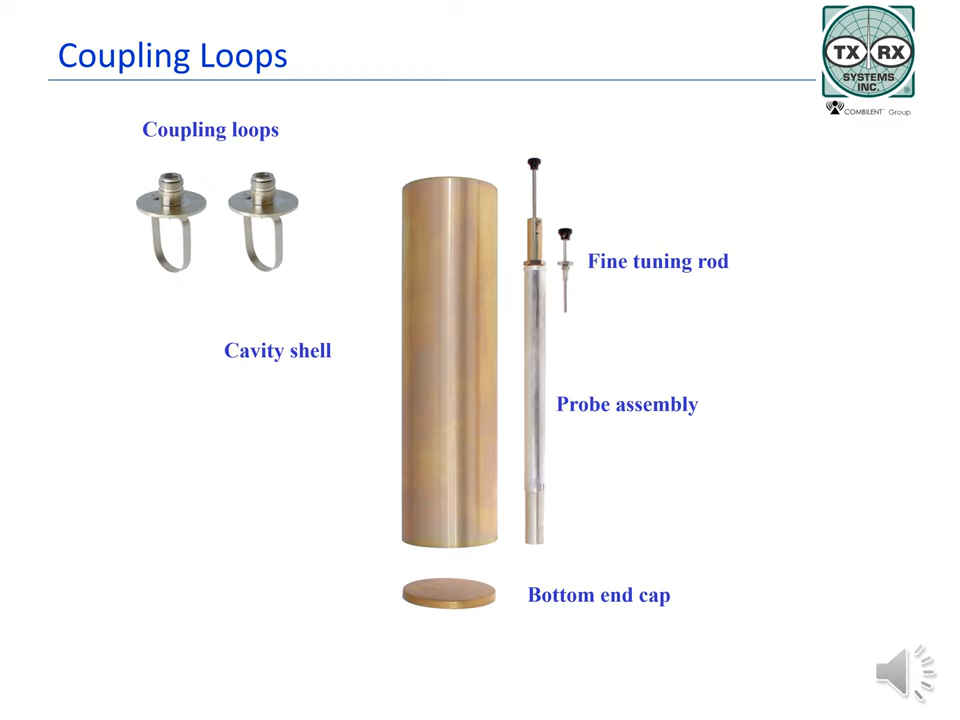 Coupling Loops
TX RX
SYSTEMS
INC.
®
COMBILENT™ Group
Coupling loops
Fine tuning rod
Cavity shell
Probe assembly
Bottom end cap